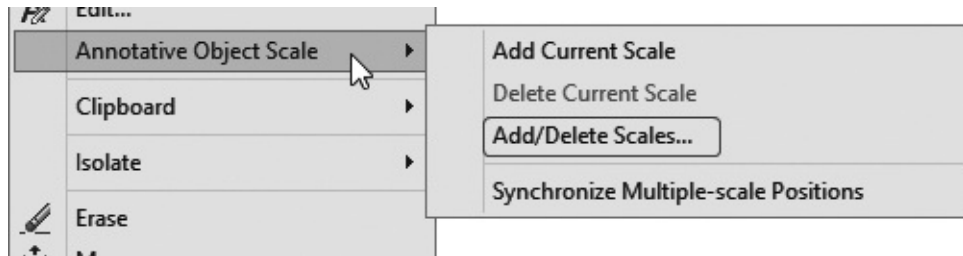 Edit...
Annotative Object Scale
Clipboard
Isolate
Erase
Add Current Scale
Delete Current Scale
Add/Delete Scales...
Synchronize Multiple-scale Positions